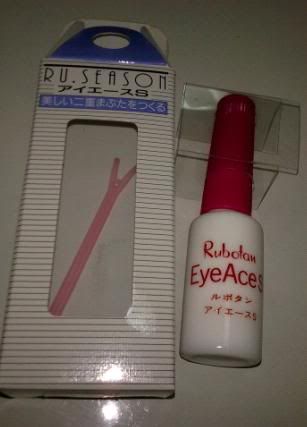 RU.SEASON
アイエースS
美しい二重まぶたをつくる
Rubotan
EyeAce S
ルボタン
アイエースS